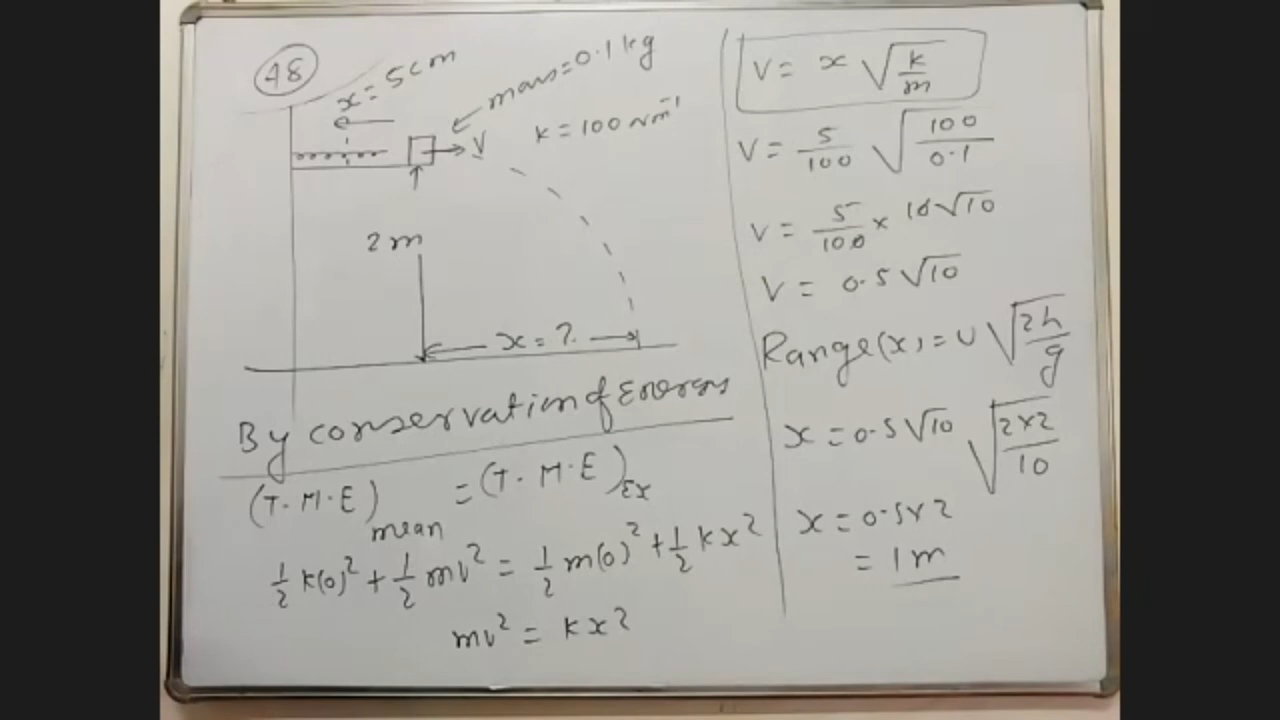 48
x = 5cm
mass = 0.1 kg
V
K = 100 Nm⁻¹
2 m
x = ?
By conservation of Energy
(T.M.E)mean = (T.M.E)Ex
½ k(0)² + ½ mv² = ½ m(0)² + ½ kx²
mv² = kx²
V = x √(k/m)
V = 5/100 √(100/0.1)
V = 5/100 × 10√10
V = 0.5 √10
Range(x) = u √(2h/g)
x = 0.5 √10 √(2×2/10)
x = 0.5×2
= 1m